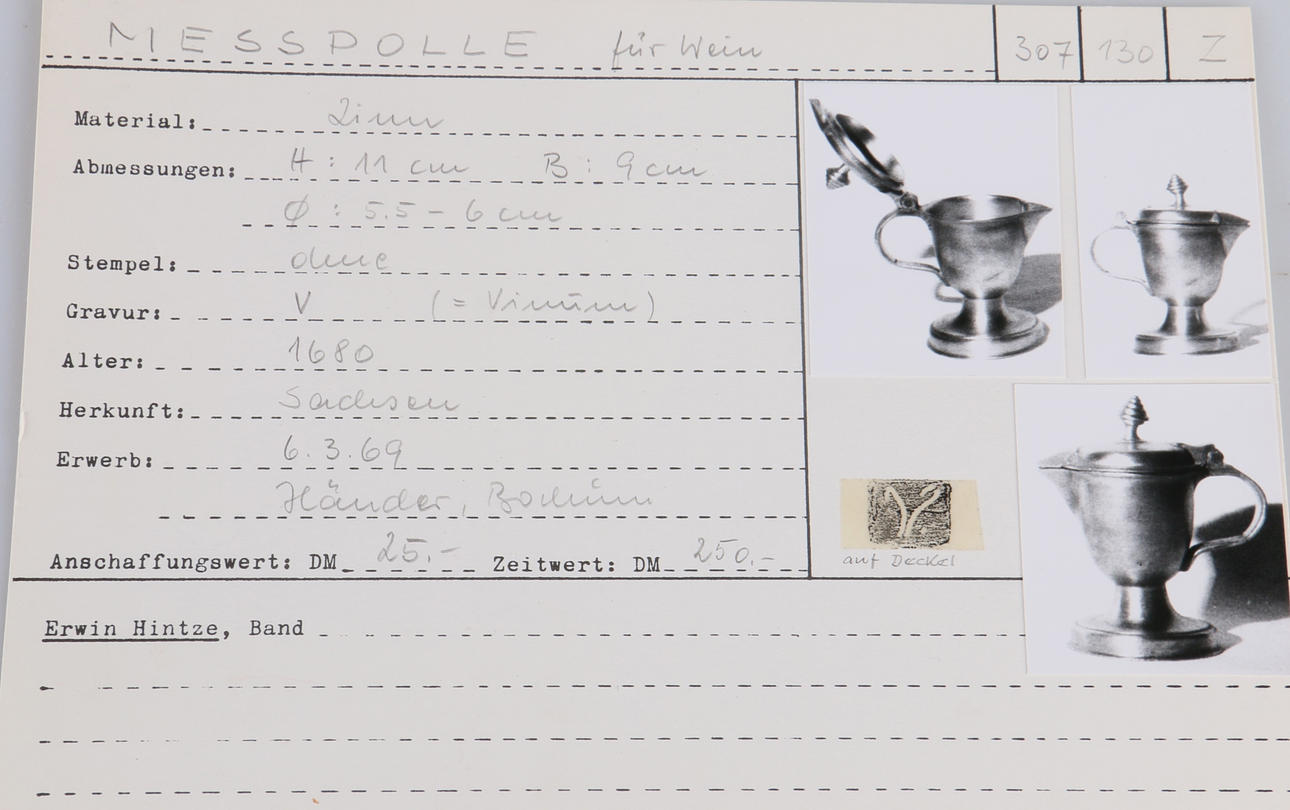 MESSPOLLE für Wein 307 130 Z
Material: Zinn
Abmessungen: H: 11 cm B: 9 cm
Ø: 5.5 - 6 cm
Stempel: ohne
Gravur: V (= Vinum)
Alter: 1680
Herkunft: Sachsen
Erwerb: 6.3.69
Händer, Bochum
Anschaffungswert: DM 25.- Zeitwert: DM 250.-
V
auf Deckel
Erwin Hintze, Band